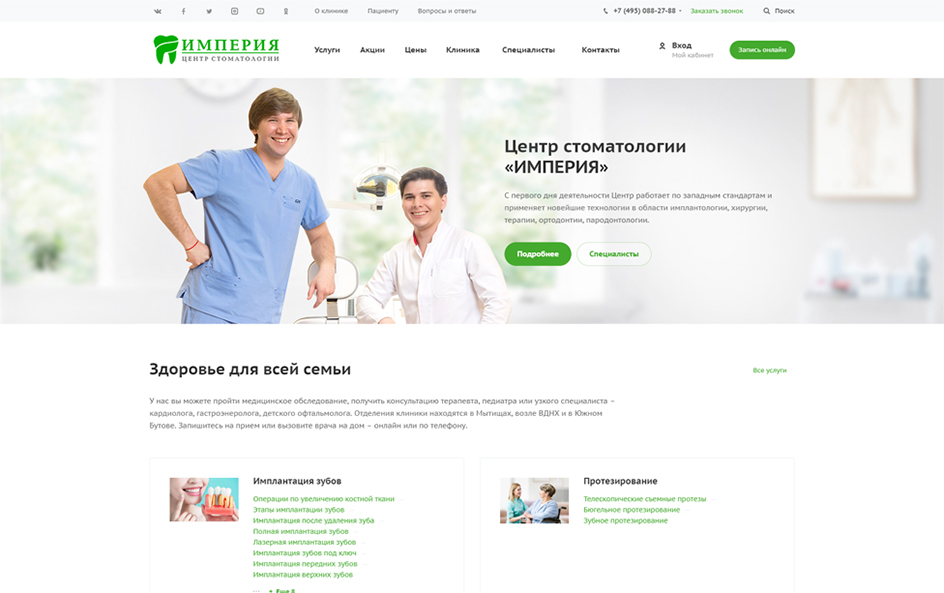 О клинике Пациенту Вопросы и ответы +7 (495) 088-27-88 Заказать звонок Поиск
ИМПЕРИЯ
ЦЕНТР СТОМАТОЛОГИИ
Услуги Акции Цены Клиника Специалисты Контакты
Вход
Мой кабинет
Запись онлайн
Центр стоматологии
«ИМПЕРИЯ»
С первого дня деятельности Центр работает по западным стандартам и
применяет новейшие технологии в области имплантологии, хирургии,
терапии, ортодонтии, пародонтологии.
Подробнее Специалисты
Здоровье для всей семьи
Все услуги
У нас вы можете пройти медицинское обследование, получить консультацию терапевта, педиатра или узкого специалиста –
кардиолога, гастроэнеролога, детского офтальмолога. Отделения клиники находятся в Мытищах, возле ВДНХ и в Южном
Бутове. Запишитесь на прием или вызовите врача на дом – онлайн или по телефону.
Имплантация зубов
Операции по увеличению костной ткани
Этапы имплантации зубов
Имплантация после удаления зуба
Полная имплантация зубов
Лазерная имплантация зубов
Имплантация зубов под ключ
Имплантация передних зубов
Имплантация верхних зубов
+ Еще 8
Протезирование
Телескопические съемные протезы
Бюгельное протезирование
Зубное протезирование